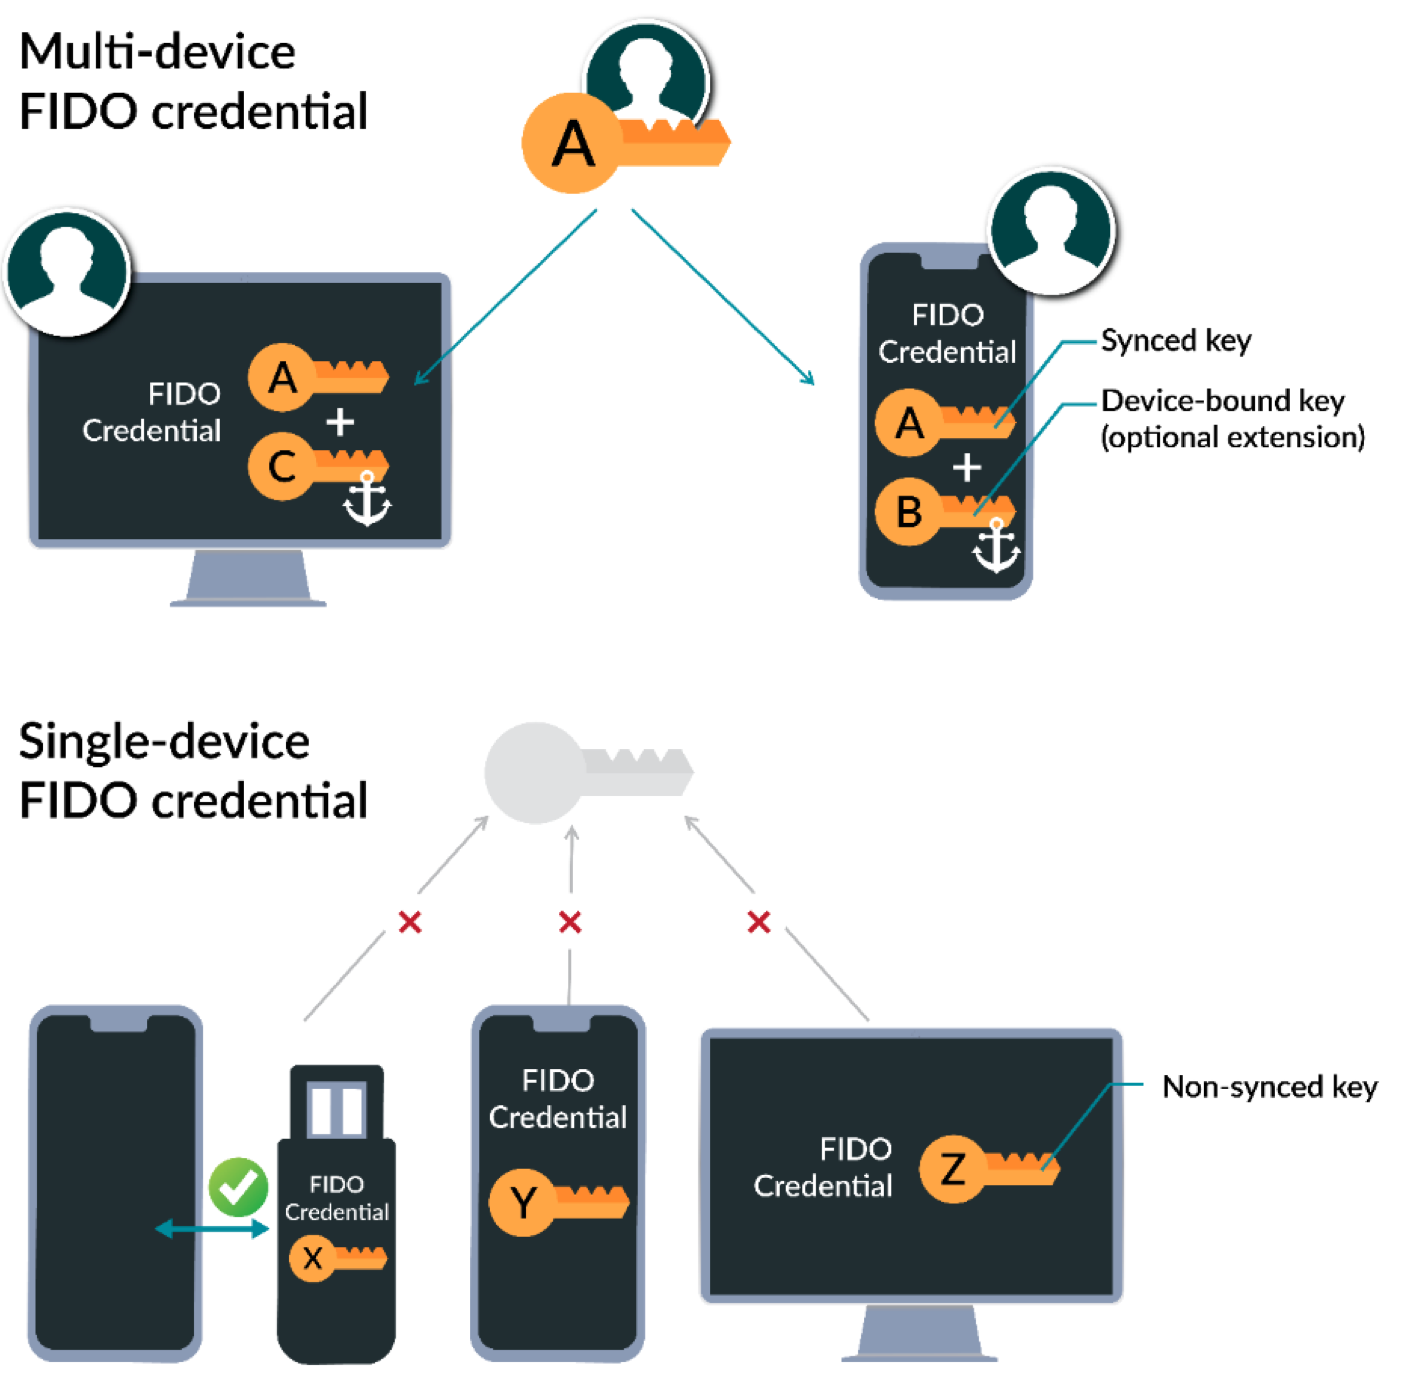 Multi-device
FIDO credential
A
FIDO
Credential
A
+
C
FIDO
Credential
A
+
B
Synced key
Device-bound key
(optional extension)
Single-device
FIDO credential
FIDO
Credential
X
FIDO
Credential
Y
FIDO
Credential
Z
Non-synced key